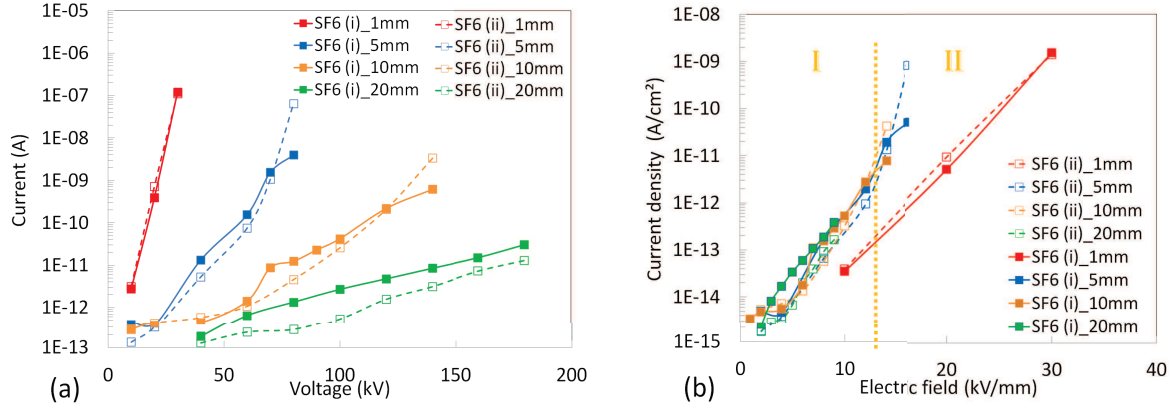 1E-05
1E-06
1E-07
1E-08
1E-09
1E-10
1E-11
1E-12
1E-13
Current (A)
SF6 (i)_1mm
SF6 (ii)_1mm
SF6 (i)_5mm
SF6 (ii)_5mm
SF6 (i)_10mm
SF6 (ii)_10mm
SF6 (i)_20mm
SF6 (ii)_20mm
0 50 100 150 200
Voltage (kV)
(a)
1E-08
1E-09
1E-10
1E-11
1E-12
1E-13
1E-14
1E-15
Current density (A/cm²)
I II
SF6 (ii)_1mm
SF6 (ii)_5mm
SF6 (ii)_10mm
SF6 (ii)_20mm
SF6 (i)_1mm
SF6 (i)_5mm
SF6 (i)_10mm
SF6 (i)_20mm
0 10 20 30 40
Electric field (kV/mm)
(b)